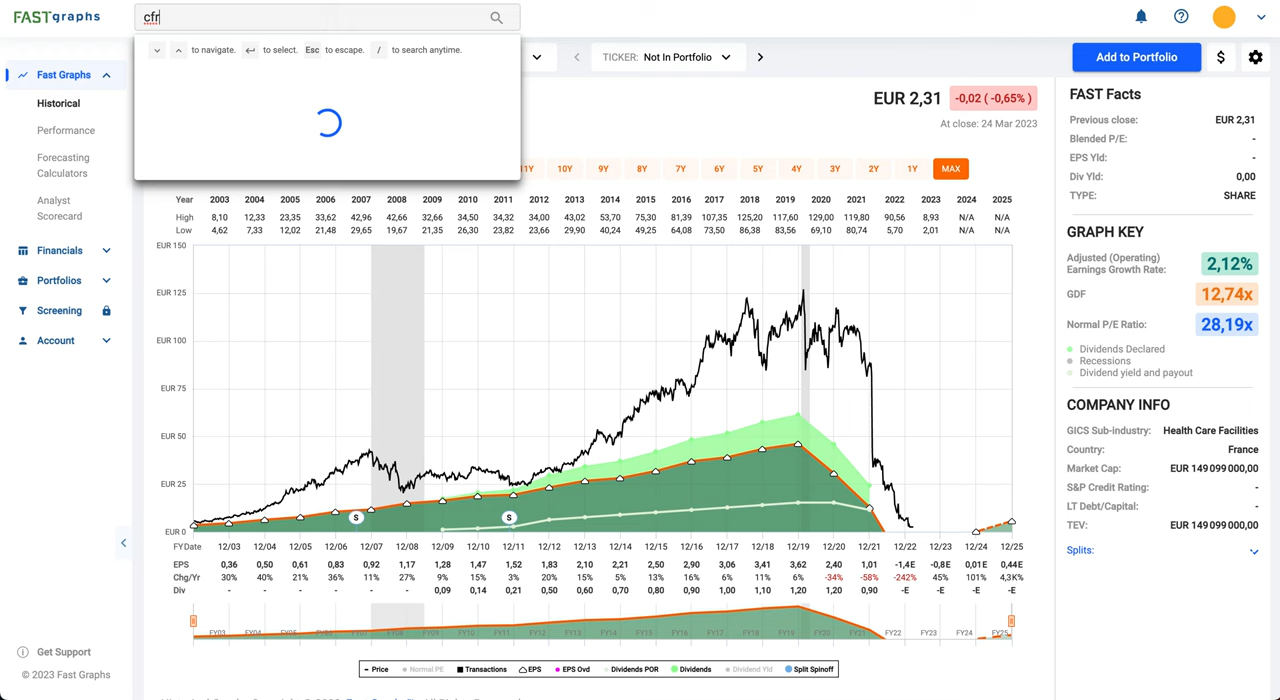 FASTgraphs
cfr
to navigate. to select. Esc to escape. / to search anytime.
TICKER: Not In Portfolio
Add to Portfolio
$
Fast Graphs
Historical
Performance
Forecasting
Calculators
Analyst
Scorecard
Financials
Portfolios
Screening
Account
Get Support
© 2023 Fast Graphs
EUR 2,31 -0,02 ( -0,65% )
At close: 24 Mar 2023
11Y 10Y 9Y 8Y 7Y 6Y 5Y 4Y 3Y 2Y 1Y MAX
Year 2003 2004 2005 2006 2007 2008 2009 2010 2011 2012 2013 2014 2015 2016 2017 2018 2019 2020 2021 2022 2023 2024 2025
High 8,10 12,33 23,35 33,62 42,96 42,66 32,66 34,50 34,32 34,00 43,02 53,70 75,30 81,39 107,35 125,20 117,60 129,00 119,80 90,56 8,93 N/A N/A
Low 4,62 7,33 12,02 21,48 29,65 19,67 21,35 26,30 23,82 23,66 29,90 40,24 49,25 64,08 73,50 86,38 83,56 69,10 80,74 5,70 2,01 N/A N/A
EUR 150
EUR 125
EUR 100
EUR 75
EUR 50
EUR 25
EUR 0
S S
FYDate 12/03 12/04 12/05 12/06 12/07 12/08 12/09 12/10 12/11 12/12 12/13 12/14 12/15 12/16 12/17 12/18 12/19 12/20 12/21 12/22 12/23 12/24 12/25
EPS 0,36 0,50 0,61 0,83 0,92 1,17 1,28 1,47 1,52 1,83 2,10 2,21 2,50 2,90 3,06 3,41 3,62 2,40 1,01 -1,4E -0,8E 0,01E 0,44E
Chg/Yr 30% 40% 21% 36% 11% 27% 9% 15% 3% 20% 15% 5% 13% 16% 6% 11% 6% -34% -58% -242% 45% 101% 4,3K%
Div - - - - - - 0,09 0,14 0,21 0,50 0,60 0,70 0,80 0,90 1,00 1,10 1,20 1,20 0,90 -E -E -E -E
FY03 FY04 FY05 FY06 FY07 FY08 FY09 FY10 FY11 FY12 FY13 FY14 FY15 FY16 FY17 FY18 FY19 FY20 FY21 FY22 FY23 FY24 FY25
Price Normal PE Transactions EPS EPS Ovd Dividends POR Dividends Dividend Yld Split Spinoff
FAST Facts
Previous close: EUR 2,31
Blended P/E: -
EPS Yld: -
Div Yld: 0,00
TYPE: SHARE
GRAPH KEY
Adjusted (Operating)
Earnings Growth Rate: 2,12%
GDF 12,74x
Normal P/E Ratio: 28,19x
Dividends Declared
Recessions
Dividend yield and payout
COMPANY INFO
GICS Sub-industry: Health Care Facilities
Country: France
Market Cap: EUR 149 099 000,00
S&P Credit Rating: -
LT Debt/Capital: -
TEV: EUR 149 099 000,00
Splits: